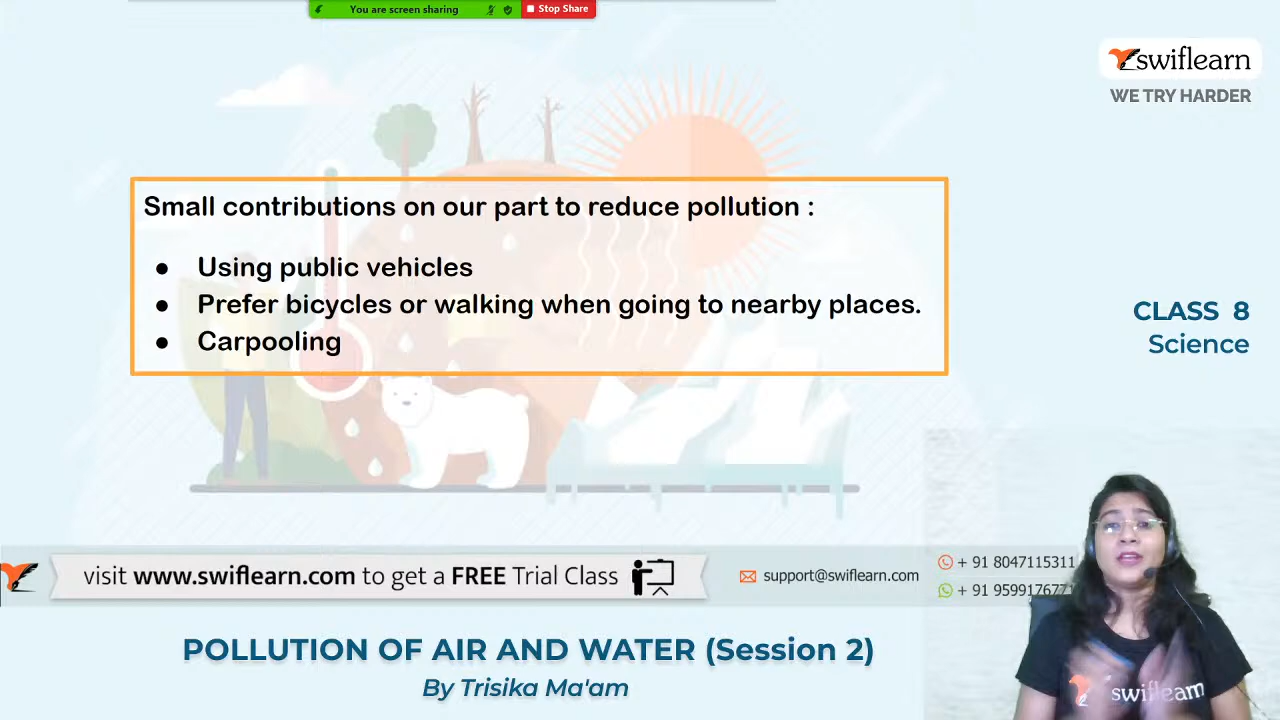 You are screen sharing
Stop Share
swiflearn
WE TRY HARDER
Small contributions on our part to reduce pollution :
● Using public vehicles
● Prefer bicycles or walking when going to nearby places.
● Carpooling
CLASS 8
Science
visit www.swiflearn.com to get a FREE Trial Class
support@swiflearn.com
+ 91 8047115311
+ 91 9599176771
POLLUTION OF AIR AND WATER (Session 2)
By Trisika Ma'am
swiflearn